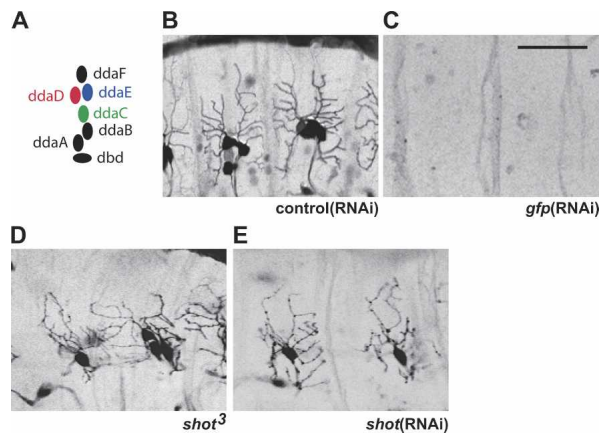 A
ddaF
ddaD
ddaE
ddaC
ddaB
ddaA
dbd
B
control(RNAi)
C
gfp(RNAi)
D
shot3
E
shot(RNAi)